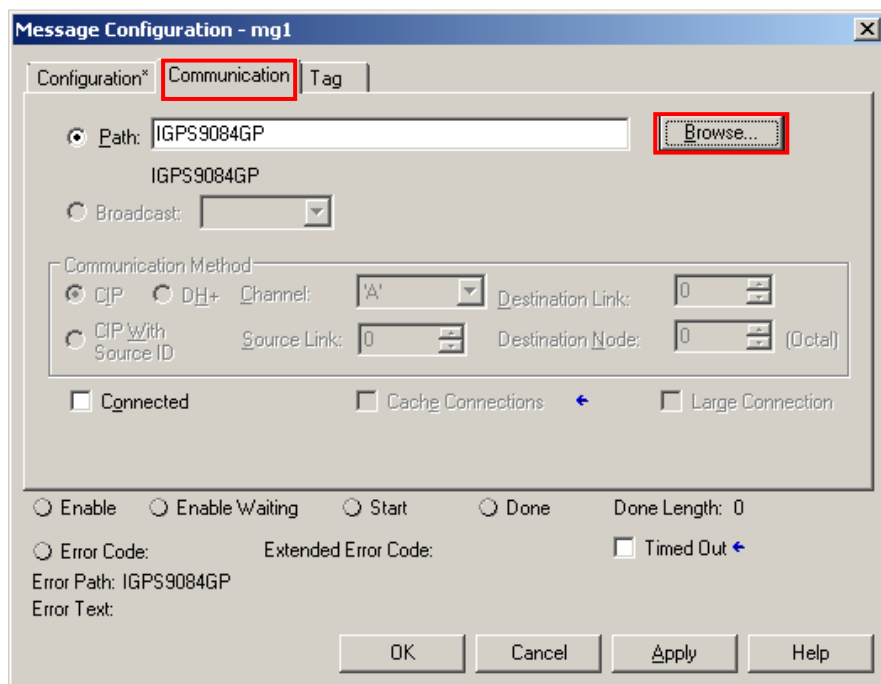 Message Configuration - mg1
Configuration* Communication Tag
Path: IGPS9084GP Browse...
IGPS9084GP
Broadcast:
Communication Method
CIP DH+ Channel: 'A' Destination Link: 0
CIP With Source ID Source Link: 0 Destination Node: 0 (Octal)
Connected Cache Connections Large Connection
Enable Enable Waiting Start Done Done Length: 0
Error Code: Extended Error Code: Timed Out
Error Path: IGPS9084GP
Error Text:
OK Cancel Apply Help